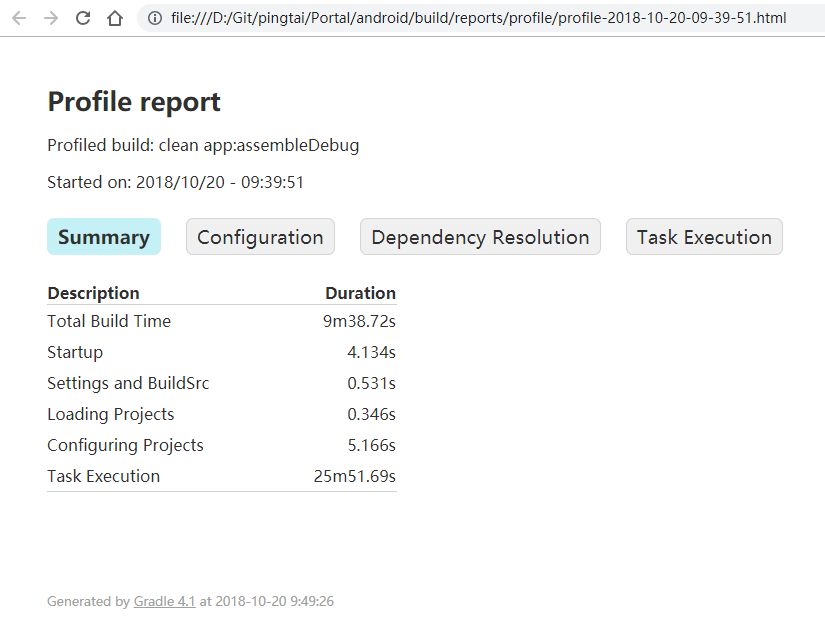 file:///D:/Git/pingtai/Portal/android/build/reports/profile/profile-2018-10-20-09-39-51.html
Profile report
Profiled build: clean app:assembleDebug
Started on: 2018/10/20 - 09:39:51
Summary Configuration Dependency Resolution Task Execution
Description Duration
Total Build Time 9m38.72s
Startup 4.134s
Settings and BuildSrc 0.531s
Loading Projects 0.346s
Configuring Projects 5.166s
Task Execution 25m51.69s
Generated by Gradle 4.1 at 2018-10-20 9:49:26